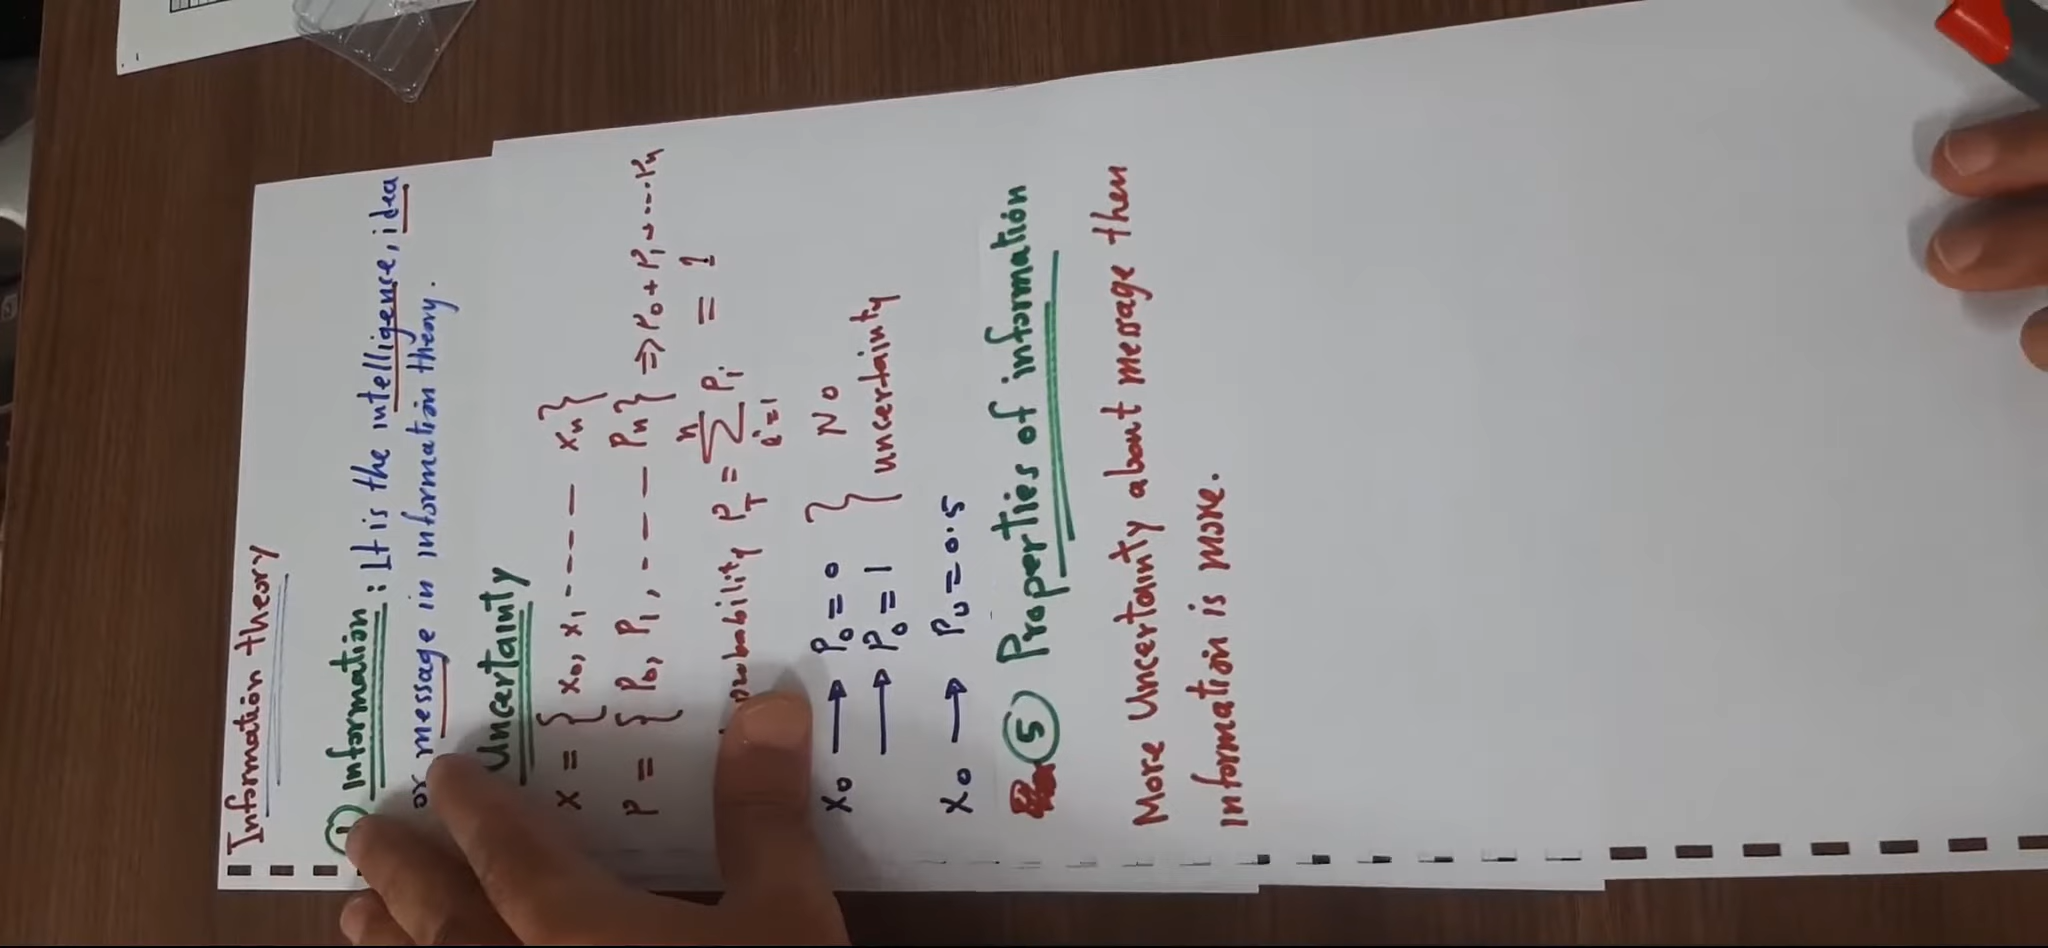 Information theory
① Information : It is the intelligence, idea
or message in information theory.
Uncertainty
X = { x₀, x₁ ---- xₙ}
P = { P₀, P₁, ---- Pₙ} ⇒ P₀ + P₁ ----- Pₙ
probability P_T = ∑ᵢ₌₁ⁿ Pᵢ = 1
x₀ → P₀ = 0 } No
→ P₀ = 1 } uncertainty
x₀ → P₀ = 0.5
⑤ Properties of information
More Uncertainty about message then
information is more.